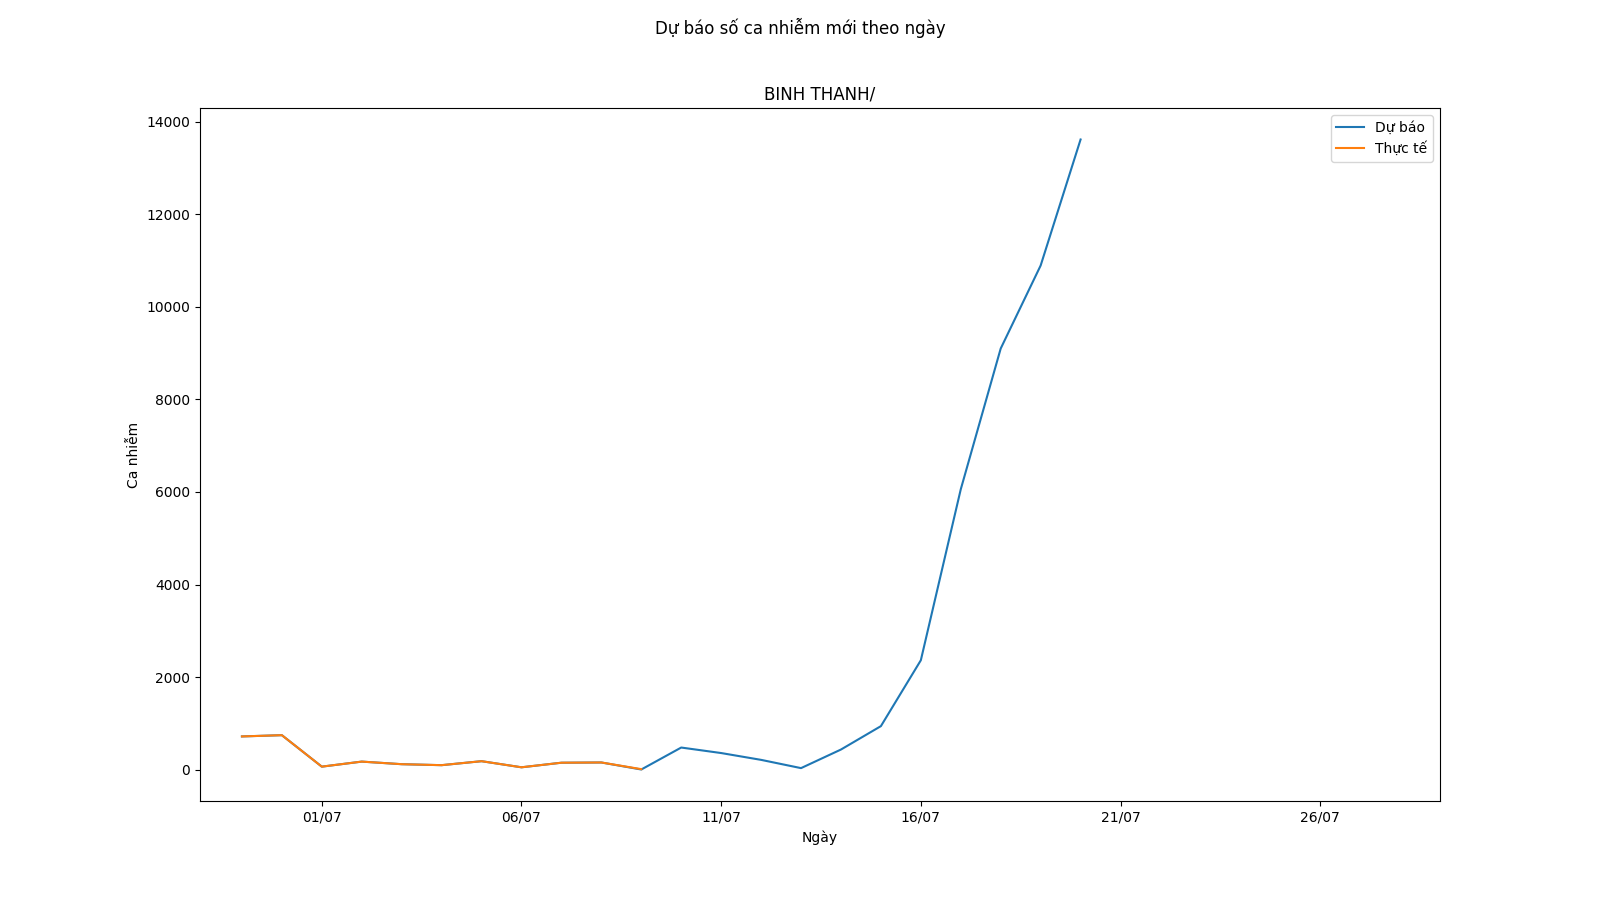 Dự báo số ca nhiễm mới theo ngày
BINH THANH/
Dự báo
Thực tế
14000
12000
10000
8000
6000
4000
2000
0
Ca nhiễm
01/07
06/07
11/07
16/07
21/07
26/07
Ngày